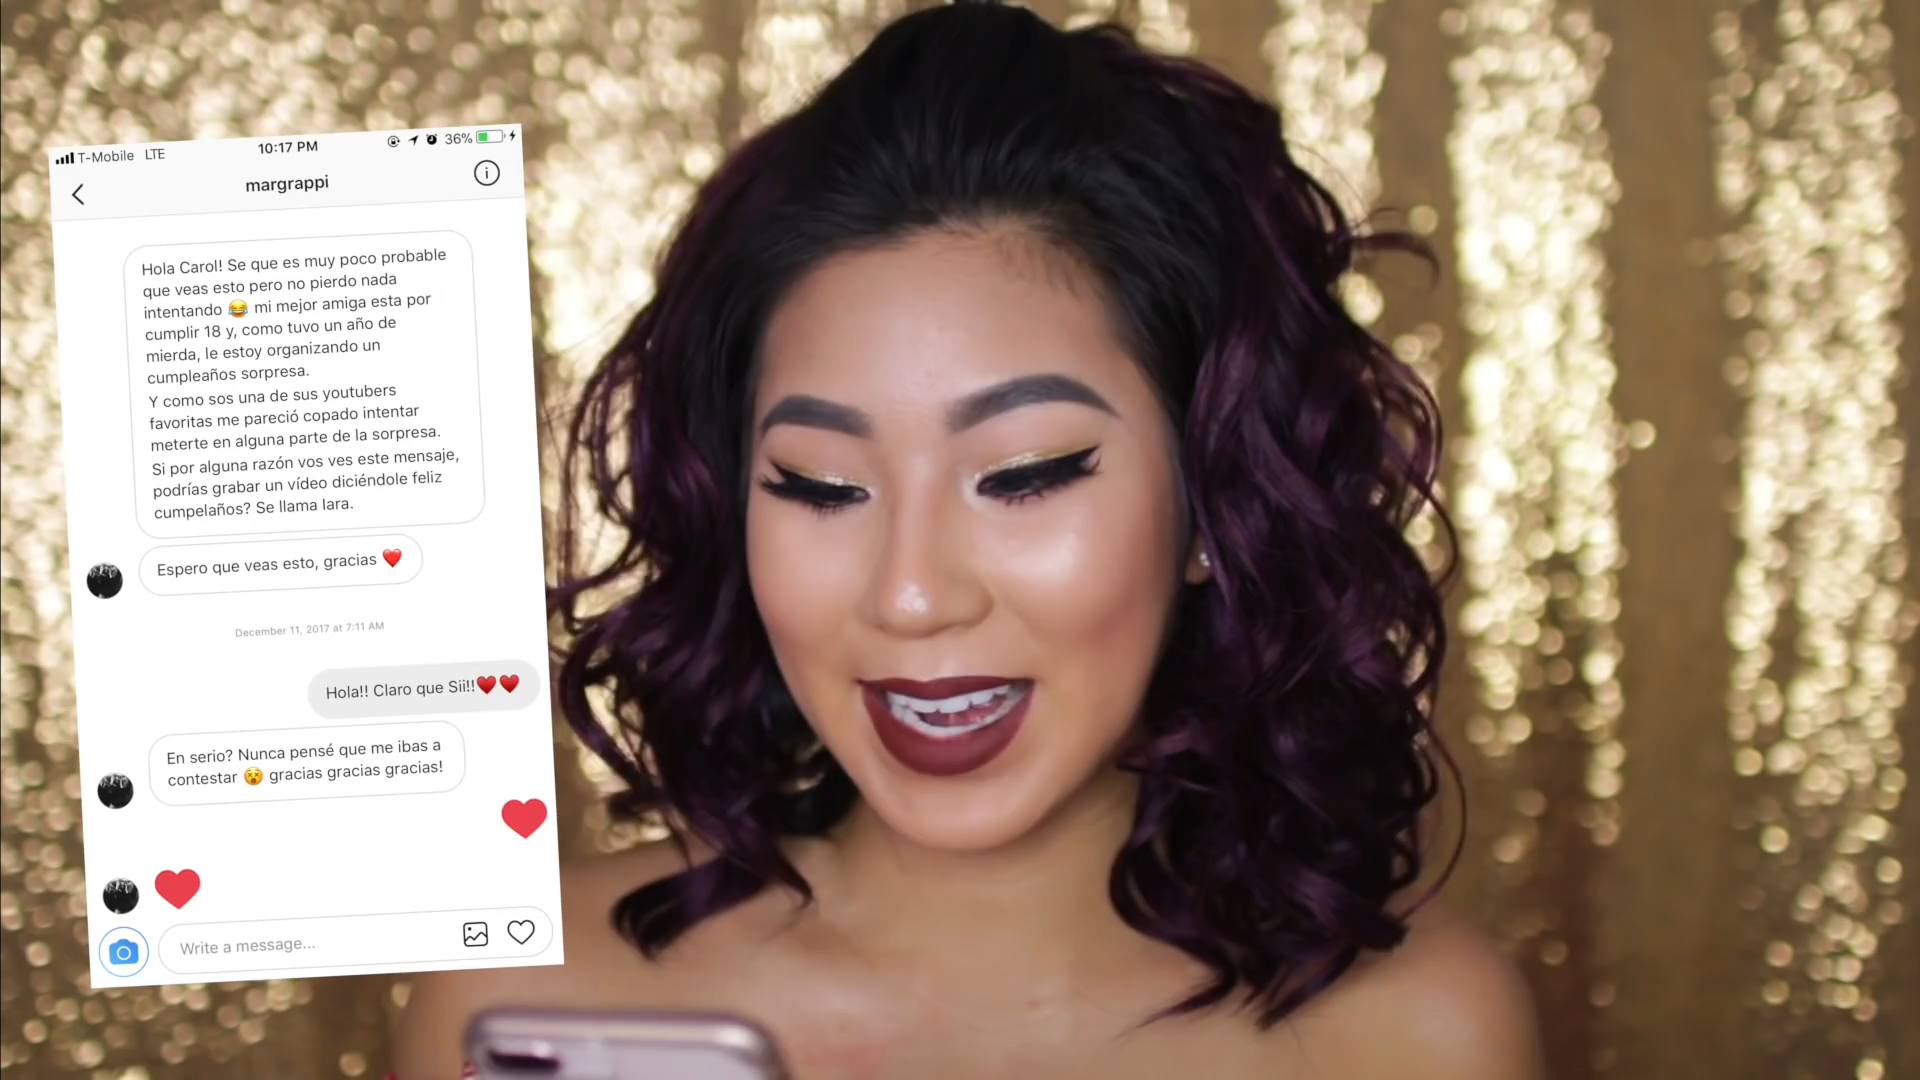 T-Mobile LTE 10:17 PM 36%
margrappi
Hola Carol! Se que es muy poco probable
que veas esto pero no pierdo nada
intentando 😂 mi mejor amiga esta por
cumplir 18 y, como tuvo un año de
mierda, le estoy organizando un
cumpleaños sorpresa.
Y como sos una de sus youtubers
favoritas me pareció copado intentar
meterte en alguna parte de la sorpresa.
Si por alguna razón vos ves este mensaje,
podrías grabar un vídeo diciéndole feliz
cumpelaños? Se llama Iara.
Espero que veas esto, gracias ❤️
December 11, 2017 at 7:11 AM
Hola!! Claro que Sii!!❤️❤️
En serio? Nunca pensé que me ibas a
contestar 😵 gracias gracias gracias!
Write a message...